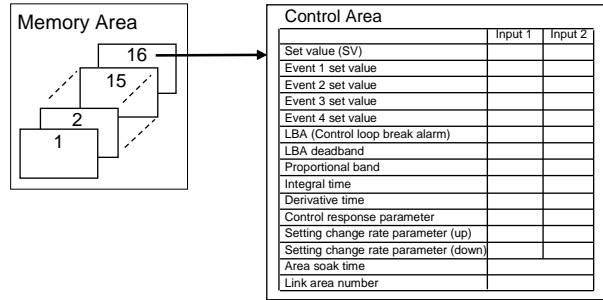 Memory Area
16
15
2
1
Control Area
Input 1 Input 2
Set value (SV)
Event 1 set value
Event 2 set value
Event 3 set value
Event 4 set value
LBA (Control loop break alarm)
LBA deadband
Proportional band
Integral time
Derivative time
Control response parameter
Setting change rate parameter (up)
Setting change rate parameter (down)
Area soak time
Link area number